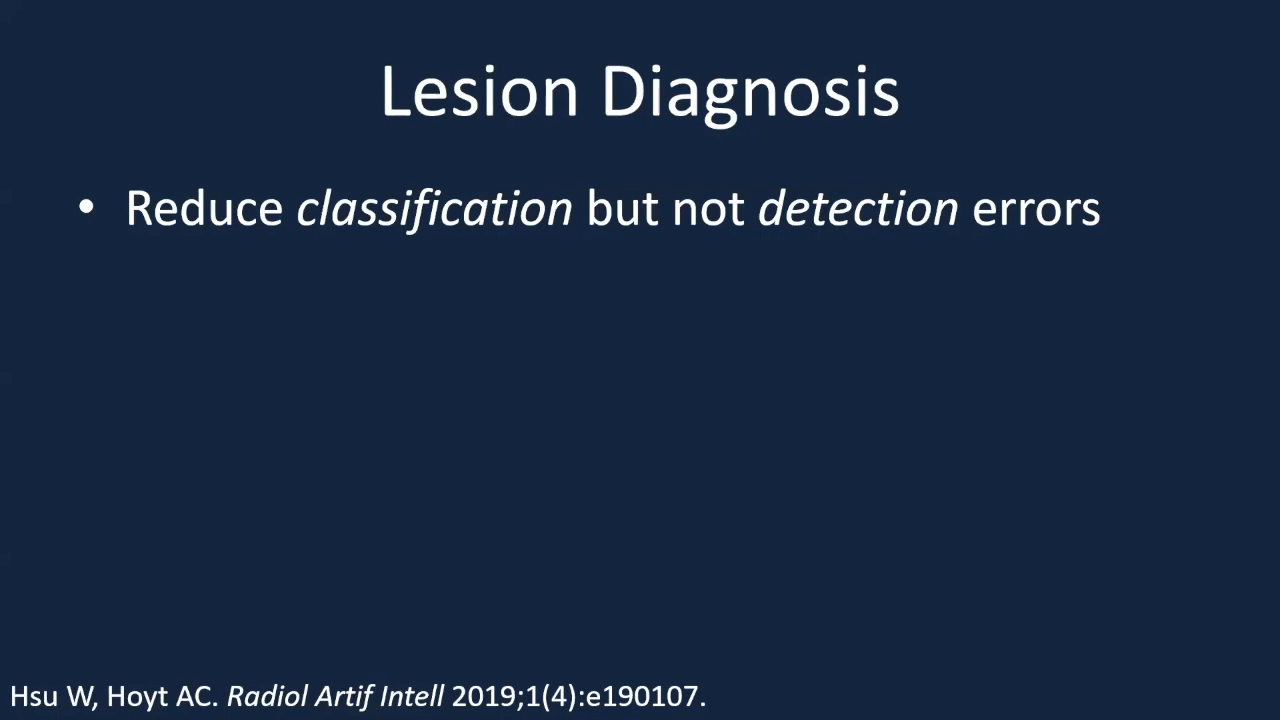 Lesion Diagnosis
• Reduce classification but not detection errors
Hsu W, Hoyt AC. Radiol Artif Intell 2019;1(4):e190107.